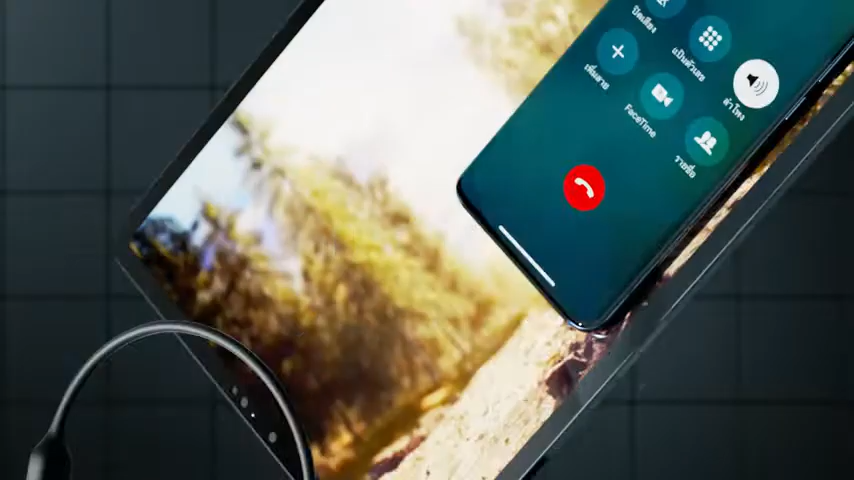 ปิดเสียง
แป้นตัวเลข
ลำโพง
เพิ่มสาย
FaceTime
รายชื่อ